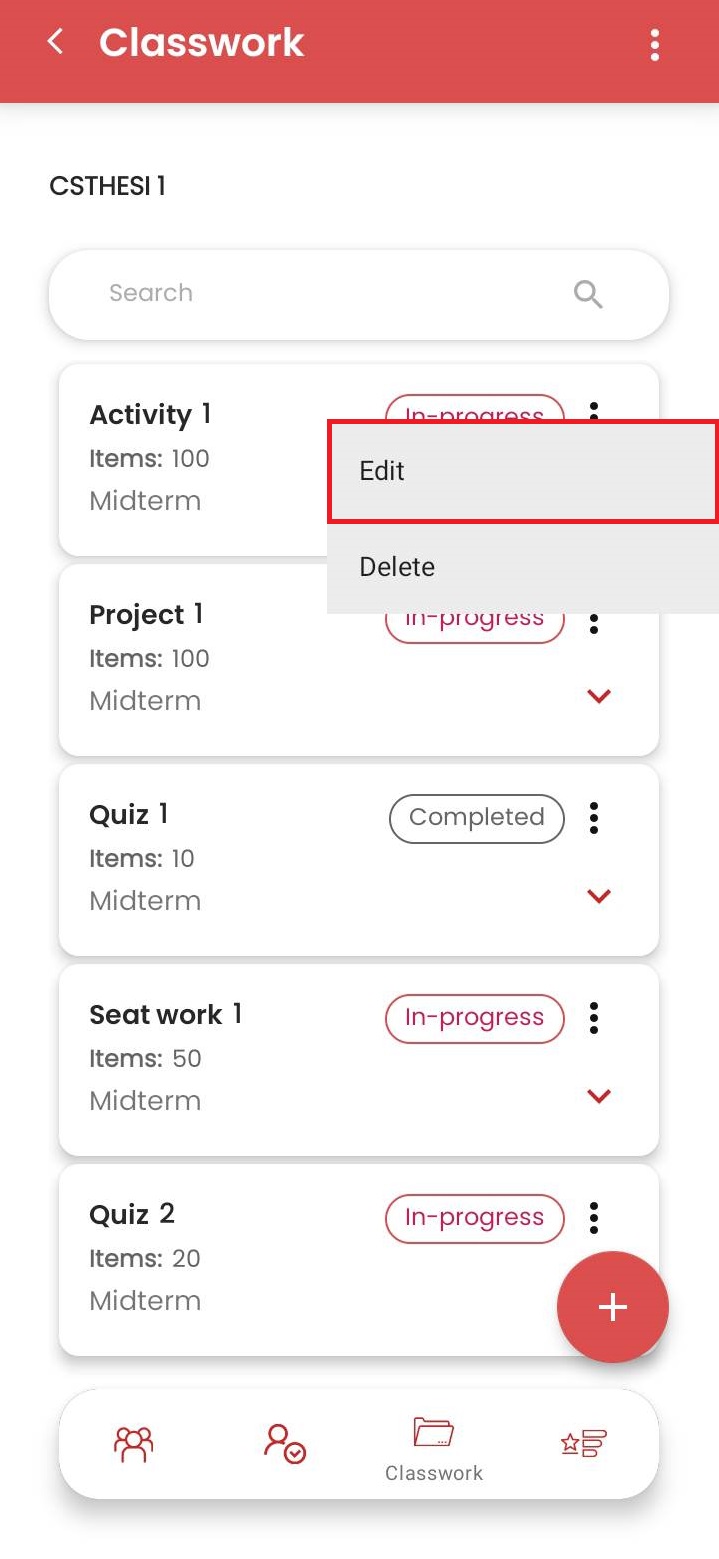 Classwork
CSTHESI 1
Search
Activity 1
In-progress
Items: 100
Edit
Midterm
Delete
Project 1
In-progress
Items: 100
Midterm
Quiz 1
Completed
Items: 10
Midterm
Seat work 1
In-progress
Items: 50
Midterm
Quiz 2
In-progress
Items: 20
Midterm
Classwork